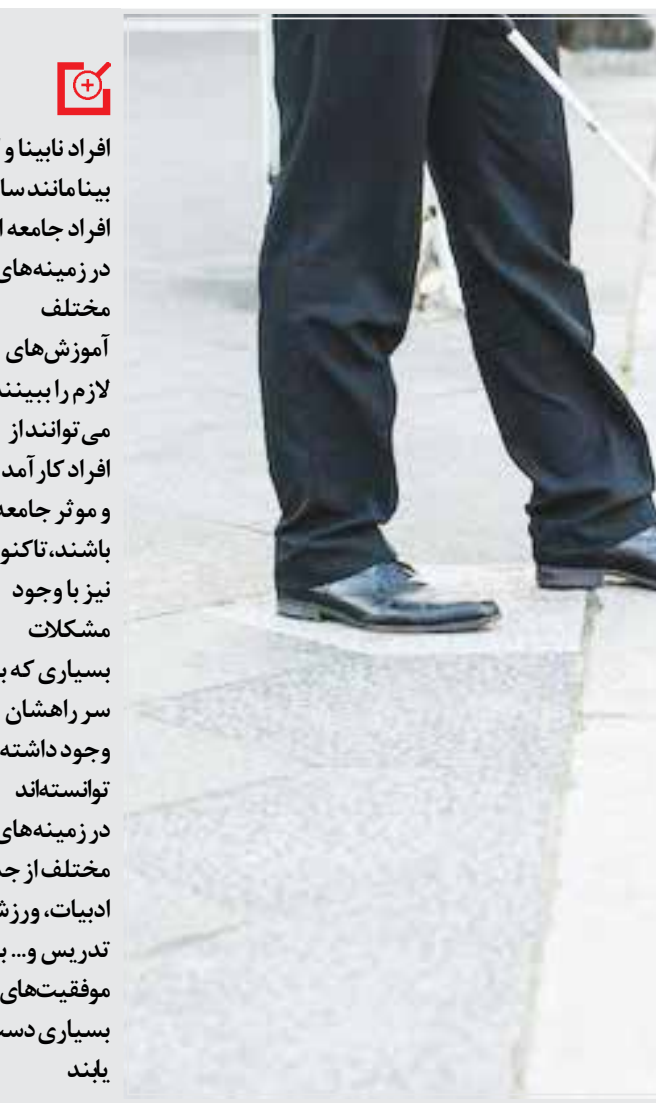 افراد نابینا و
بینا مانند
افراد جامعه
در زمینه‌های
مختلف
آموزش‌های
لازم را ببینند
می‌توانند از
افراد کارآمد
و موثر جامعه
باشند،
نیز با وجود
مشکلات
بسیاری که
سر راهشان
وجود داشته
توانسته‌اند
در زمینه‌های
مختلف از
ادبیات، ورزش
تدریس و...
موفقیت‌های
بسیاری دست
یابند